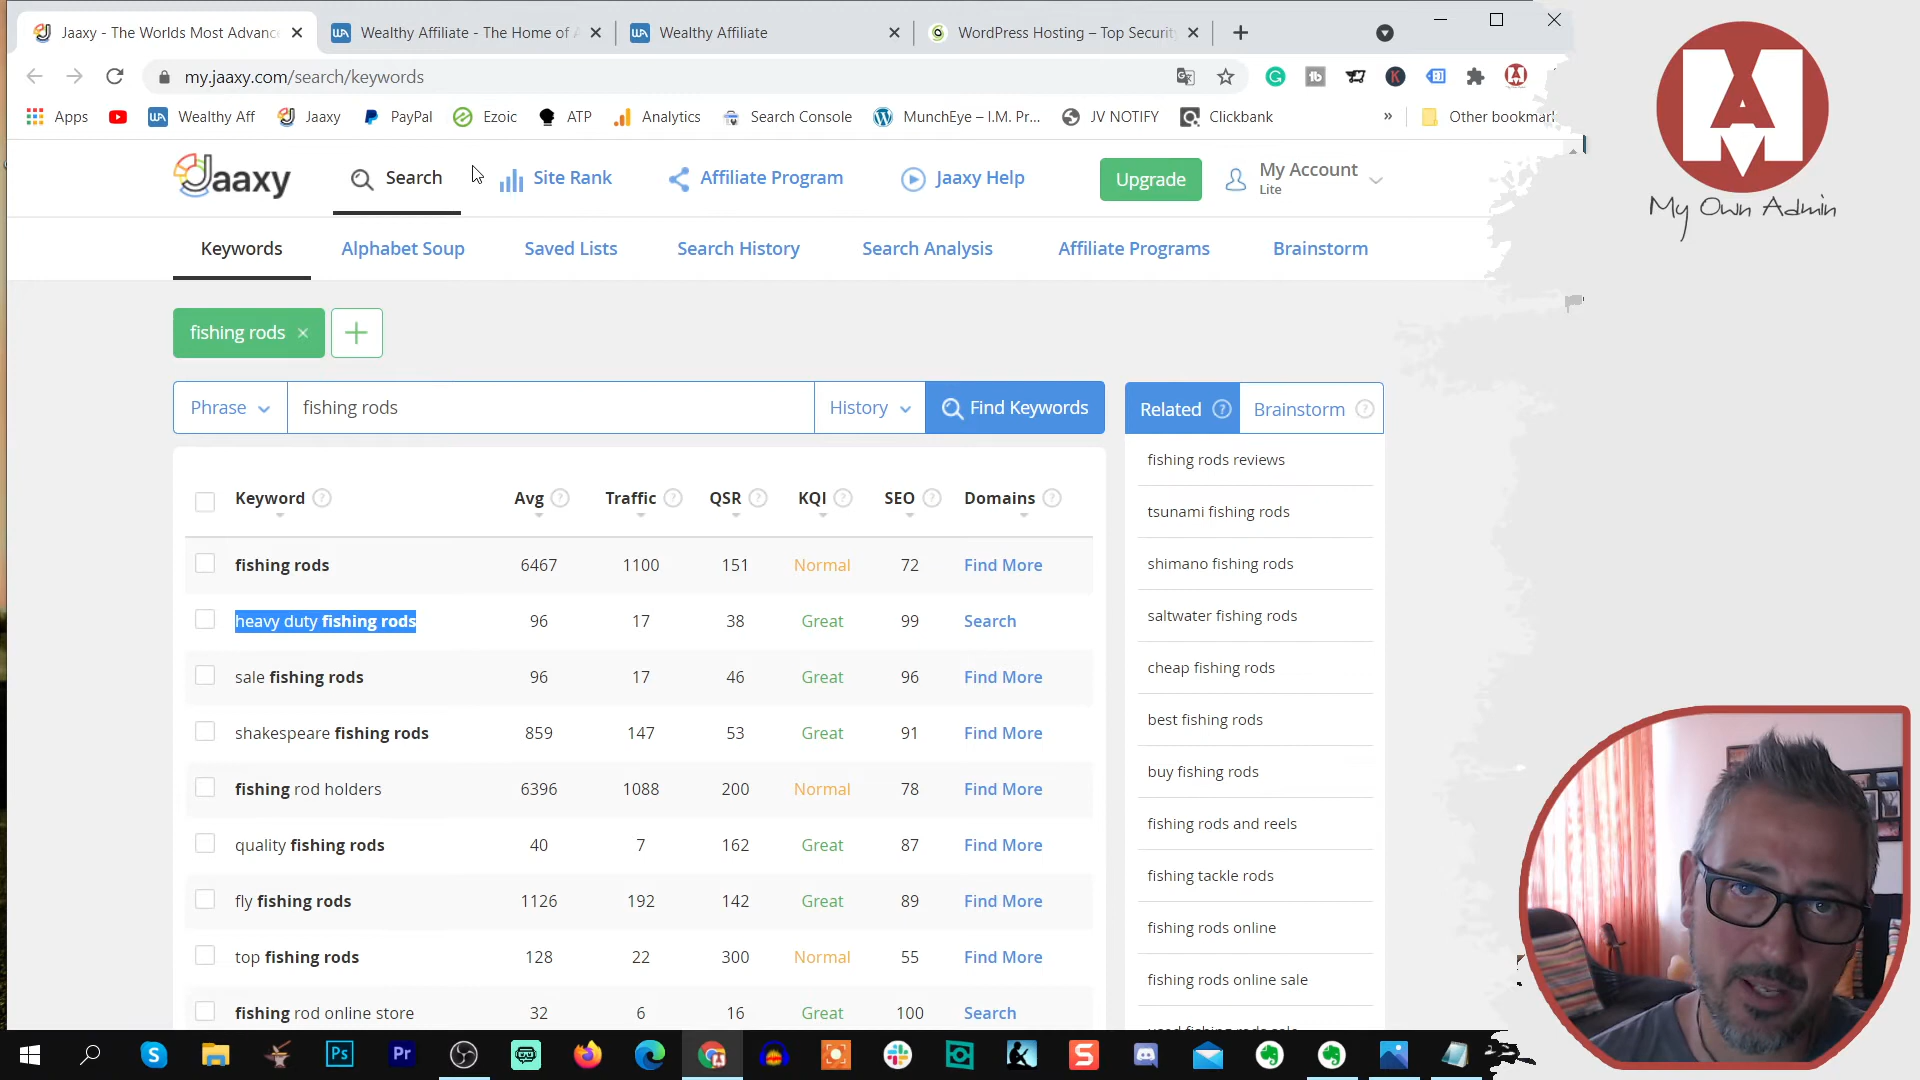 Jaaxy - The Worlds Most Advanc
Wealthy Affiliate - The Home of A
Wealthy Affiliate
WordPress Hosting – Top Securit
my.jaaxy.com/search/keywords
Apps
Wealthy Aff
Jaaxy
PayPal
Ezoic
ATP
Analytics
Search Console
MunchEye – I.M. Pr...
JV NOTIFY
Clickbank
»
Other bookmar
My Own Admin
Jaaxy
Search
Site Rank
Affiliate Program
Jaaxy Help
Upgrade
My Account
Lite
Keywords
Alphabet Soup
Saved Lists
Search History
Search Analysis
Affiliate Programs
Brainstorm
fishing rods ×
Phrase
fishing rods
History
Find Keywords
Related
Brainstorm
Keyword Avg Traffic QSR KQI SEO Domains
fishing rods 6467 1100 151 Normal 72 Find More
heavy duty fishing rods 96 17 38 Great 99 Search
sale fishing rods 96 17 46 Great 96 Find More
shakespeare fishing rods 859 147 53 Great 91 Find More
fishing rod holders 6396 1088 200 Normal 78 Find More
quality fishing rods 40 7 162 Great 87 Find More
fly fishing rods 1126 192 142 Great 89 Find More
top fishing rods 128 22 300 Normal 55 Find More
fishing rod online store 32 6 16 Great 100 Search
fishing rods reviews
tsunami fishing rods
shimano fishing rods
saltwater fishing rods
cheap fishing rods
best fishing rods
buy fishing rods
fishing rods and reels
fishing tackle rods
fishing rods online
fishing rods online sale